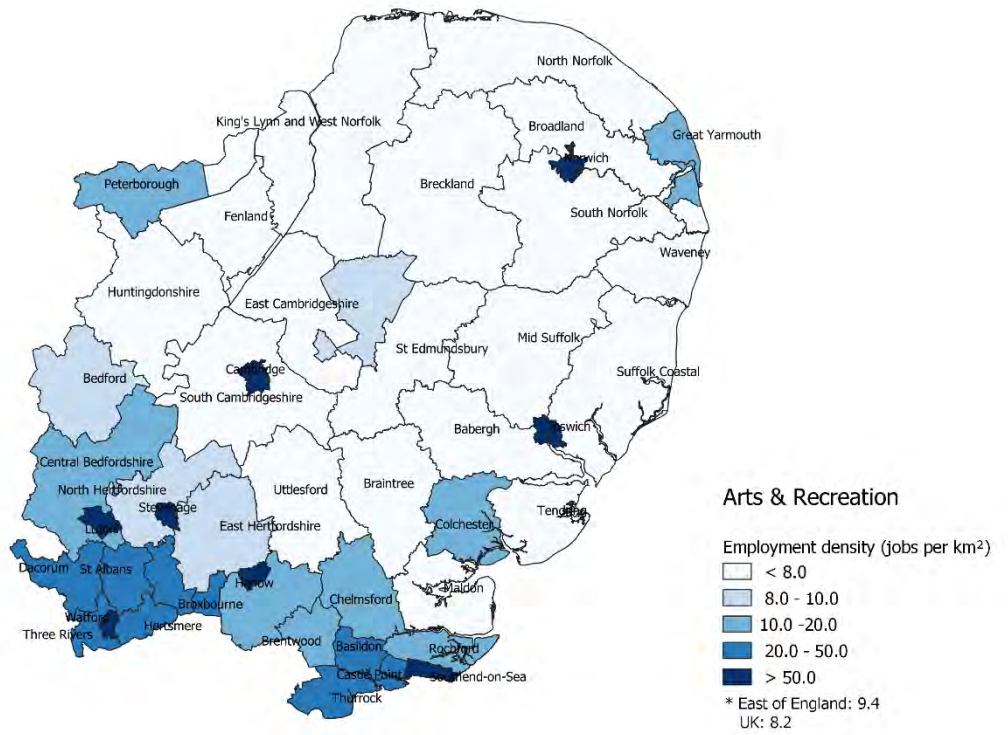 North Norfolk
King's Lynn and West Norfolk
Broadland
Great Yarmouth
Norwich
Peterborough
Breckland
Fenland
South Norfolk
Waveney
Huntingdonshire
East Cambridgeshire
Mid Suffolk
St Edmundsbury
Suffolk Coastal
Cambridge
Bedford
South Cambridgeshire
Babergh
Ipswich
Central Bedfordshire
Braintree
North Hertfordshire
Uttlesford
Stevenage
Tendring
Colchester
Luton
East Hertfordshire
Dacorum
St Albans
Harlow
Maldon
Broxbourne
Chelmsford
Watford
Hertsmere
Three Rivers
Brentwood
Basildon
Rochford
Castle Point
Southend-on-Sea
Thurrock
Arts & Recreation
Employment density (jobs per km²)
< 8.0
8.0 - 10.0
10.0 -20.0
20.0 - 50.0
> 50.0
* East of England: 9.4
UK: 8.2